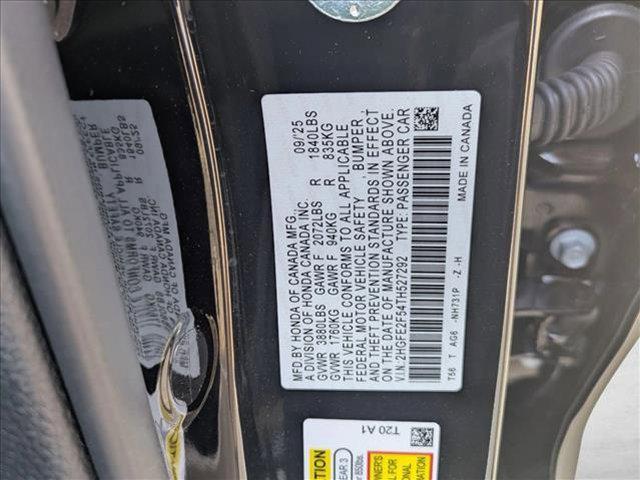 MFD BY HONDA OF CANADA MFG. 09/25
A DIVISION OF HONDA CANADA INC.
GVWR 3880LBS GAWR F 2072LBS R 1840LBS
GVWR 1760KG GAWR F 940KG R 835KG
THIS VEHICLE CONFORMS TO ALL APPLICABLE
FEDERAL MOTOR VEHICLE SAFETY, BUMPER,
AND THEFT PREVENTION STANDARDS IN EFFECT
ON THE DATE OF MANUFACTURE SHOWN ABOVE.
V.I.N: 2HGFE2F54TH527292 TYPE: PASSENGER CAR
T56 T AG6 -NH731P -Z -H MADE IN CANADA
T20 A1